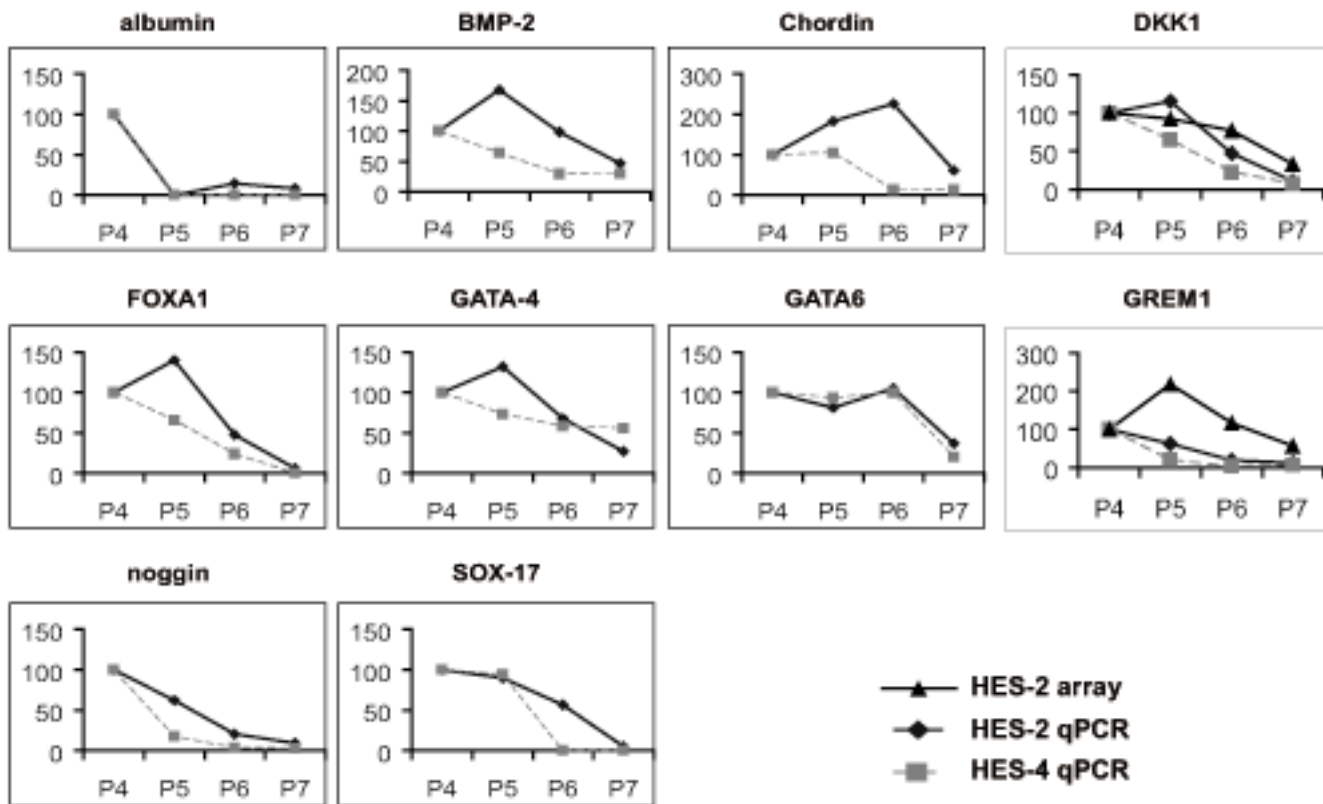 albumin BMP-2 Chordin DKK1
150 200 300 150
100 150 200 100
50 100 100 50
0 50 0 0
0
P4 P5 P6 P7 P4 P5 P6 P7 P4 P5 P6 P7 P4 P5 P6 P7
FOXA1 GATA-4 GATA6 GREM1
150 150 150 300
100 100 100 200
50 50 50 100
0 0 0 0
P4 P5 P6 P7 P4 P5 P6 P7 P4 P5 P6 P7 P4 P5 P6 P7
noggin SOX-17
150 150
100 100
50 50
0 0
P4 P5 P6 P7 P4 P5 P6 P7
HES-2 array
HES-2 qPCR
HES-4 qPCR